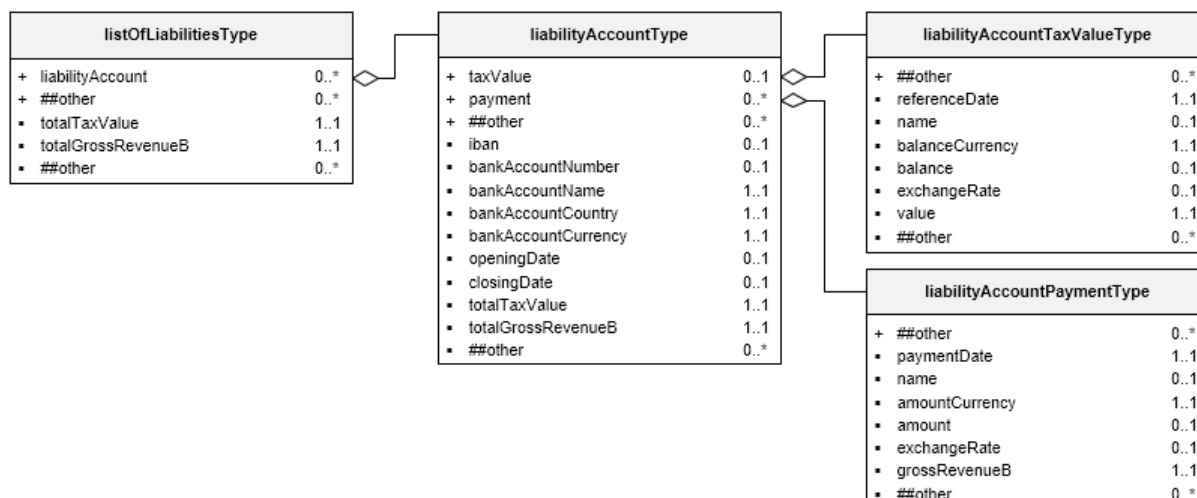 listOfLiabilitiesType
+ liabilityAccount 0..*
+ ##other 0..*
▪ totalTaxValue 1..1
▪ totalGrossRevenueB 1..1
▪ ##other 0..*
liabilityAccountType
+ taxValue 0..1
+ payment 0..*
+ ##other 0..*
▪ iban 0..1
▪ bankAccountNumber 0..1
▪ bankAccountName 1..1
▪ bankAccountCountry 1..1
▪ bankAccountCurrency 1..1
▪ openingDate 0..1
▪ closingDate 0..1
▪ totalTaxValue 1..1
▪ totalGrossRevenueB 1..1
▪ ##other 0..*
liabilityAccountTaxValueType
+ ##other 0..*
▪ referenceDate 1..1
▪ name 0..1
▪ balanceCurrency 1..1
▪ balance 0..1
▪ exchangeRate 0..1
▪ value 1..1
▪ ##other 0..*
liabilityAccountPaymentType
+ ##other 0..*
▪ paymentDate 1..1
▪ name 0..1
▪ amountCurrency 1..1
▪ amount 0..1
▪ exchangeRate 0..1
▪ grossRevenueB 1..1
▪ ##other 0..*